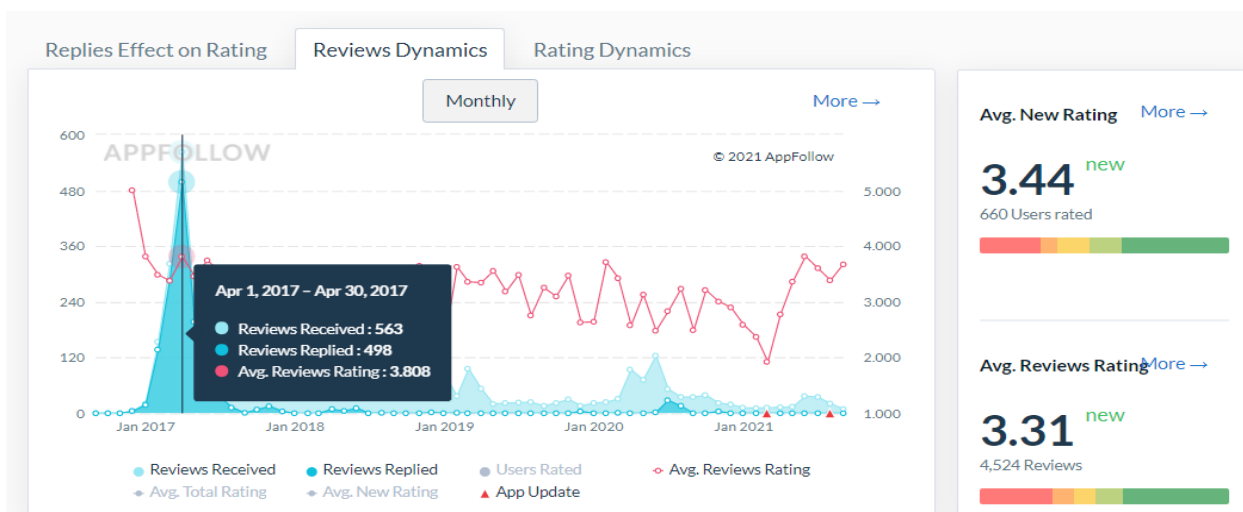 Replies Effect on Rating
Reviews Dynamics
Rating Dynamics
Monthly
More →
600
480
360
240
120
0
APPFOLLOW
© 2021 AppFollow
5.000
4.000
3.000
2.000
1.000
Apr 1, 2017 – Apr 30, 2017
Reviews Received : 563
Reviews Replied : 498
Avg. Reviews Rating : 3.808
Jan 2017
Jan 2018
Jan 2019
Jan 2020
Jan 2021
Reviews Received
Reviews Replied
Users Rated
Avg. Reviews Rating
Avg. Total Rating
Avg. New Rating
App Update
Avg. New Rating
More →
3.44 new
660 Users rated
Avg. Reviews Rating
More →
3.31 new
4,524 Reviews